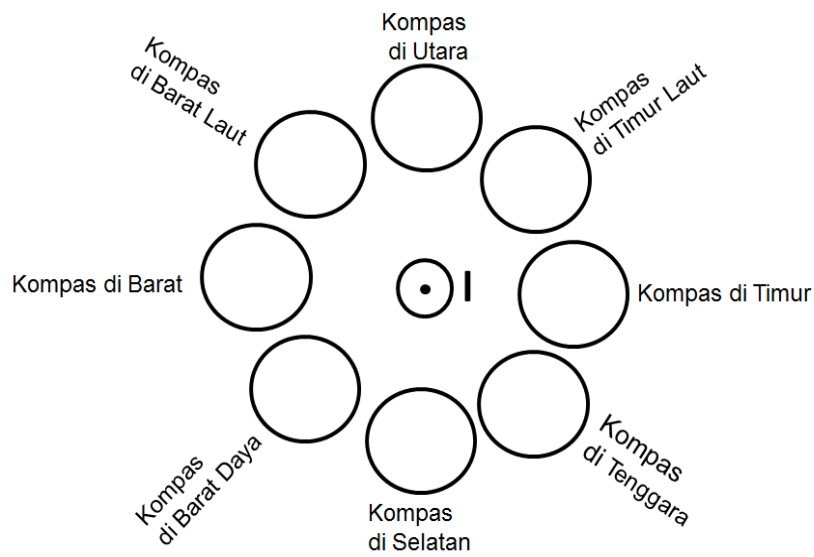 Kompas
di Utara
Kompas
di Barat Laut
Kompas
di Timur Laut
Kompas di Barat
I
Kompas di Timur
Kompas
di Barat Daya
Kompas
di Selatan
Kompas
di Tenggara